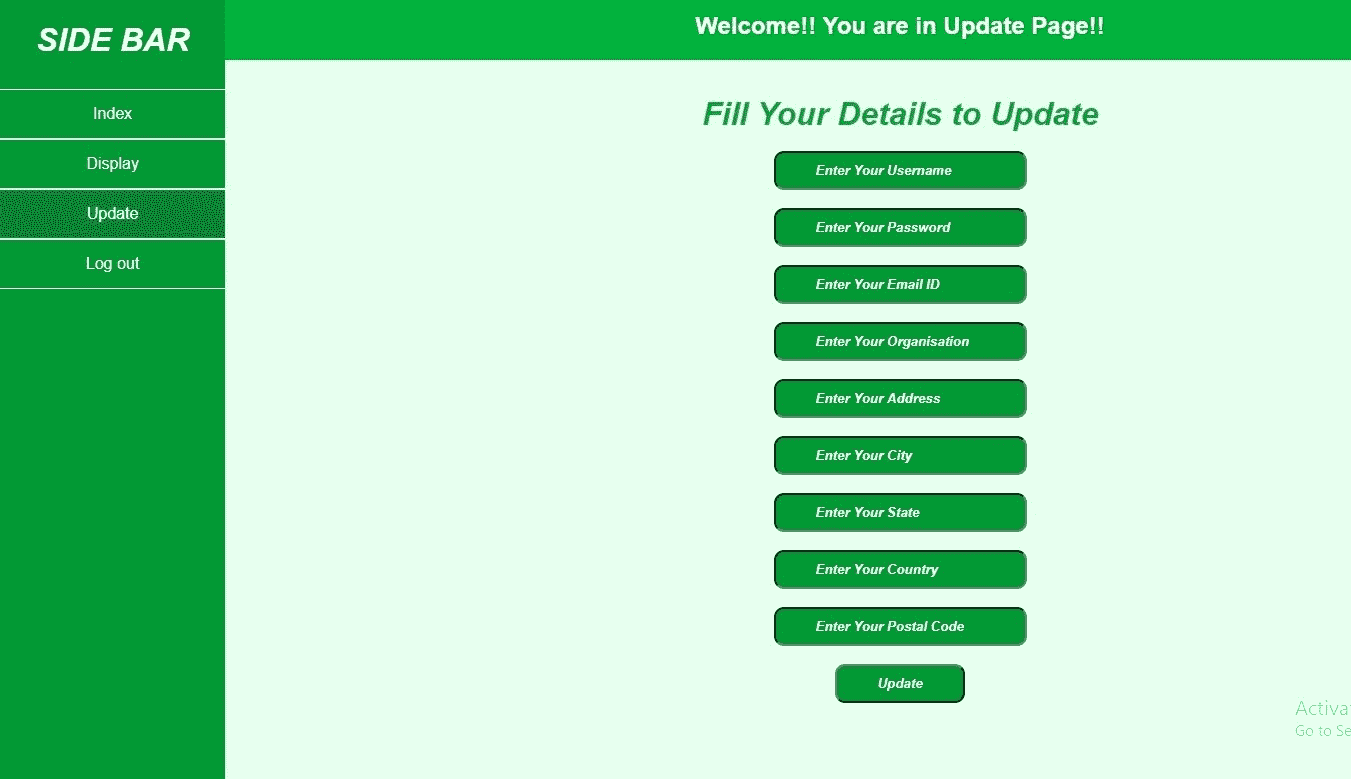 SIDE BAR
Welcome!! You are in Update Page!!
Index
Display
Update
Log out
Fill Your Details to Update
Enter Your Username
Enter Your Password
Enter Your Email ID
Enter Your Organisation
Enter Your Address
Enter Your City
Enter Your State
Enter Your Country
Enter Your Postal Code
Update
Activa
Go to Se